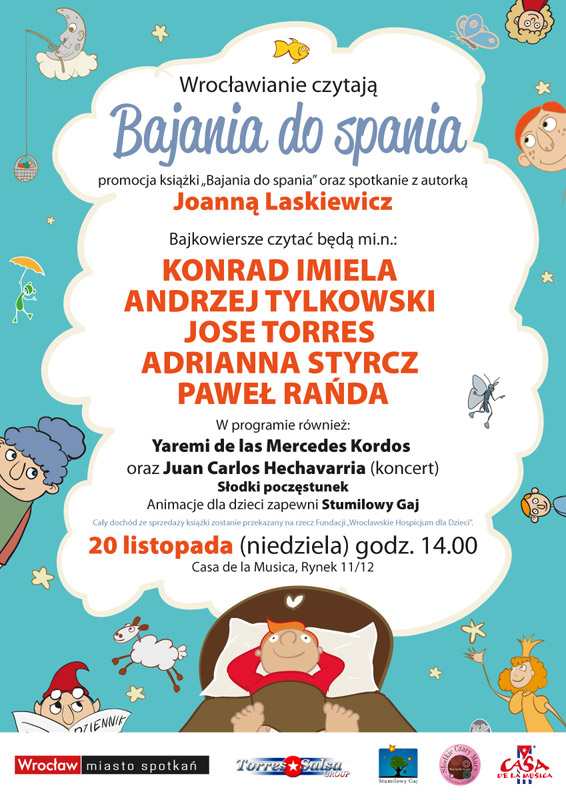 Wrocławianie czytają
Bajania do spania
promocja książki „Bajania do spania” oraz spotkanie z autorką
Joanną Laskiewicz
Bajkowiersze czytać będą mi.n.:
KONRAD IMIELA
ANDRZEJ TYLKOWSKI
JOSE TORRES
ADRIANNA STYRCZ
PAWEŁ RAŃDA
W programie również:
Yaremi de las Mercedes Kordos
oraz Juan Carlos Hechavarria (koncert)
Słodki poczęstunek
Animacje dla dzieci zapewni Stumilowy Gaj
Cały dochód ze sprzedaży książki zostanie przekazany na rzecz Fundacji „Wrocławskie Hospicjum dla Dzieci”.
20 listopada (niedziela) godz. 14.00
Casa de la Musica, Rynek 11/12
DZIENNIK
Wrocław miasto spotkań
Torres Salsa
GROUP
Stumilowy Gaj
CASA
DE LA MUSICA